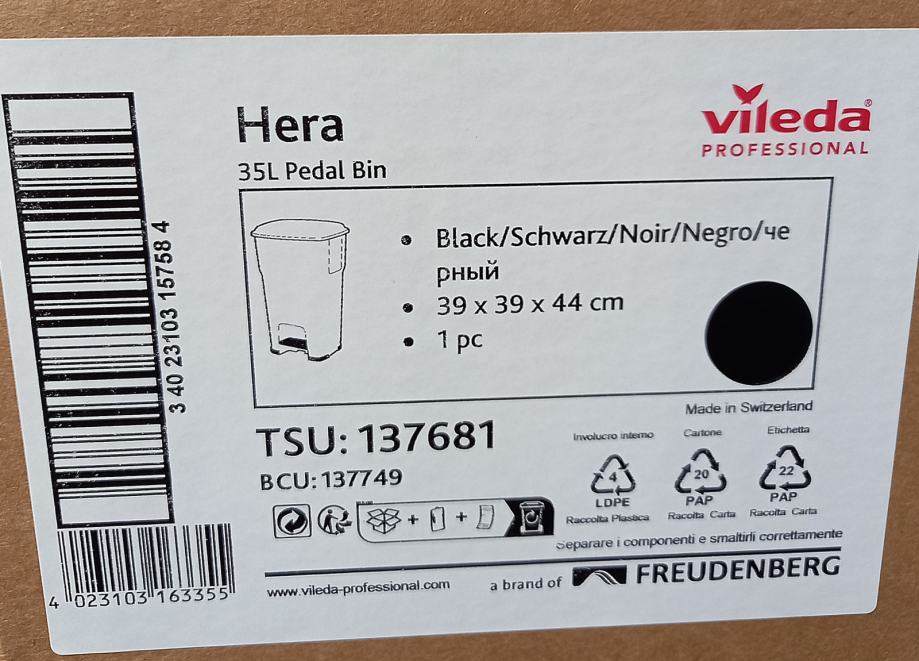 Hera
35L Pedal Bin
vileda®
PROFESSIONAL
• Black/Schwarz/Noir/Negro/че
рный
• 39 x 39 x 44 cm
• 1 pc
3 40 23103 15758 4
Made in Switzerland
TSU: 137681
BCU: 137749
Involucro interno
4
LDPE
Raccolta Plastica
Cartone
20
PAP
Racolta Carta
Etichetta
22
PAP
Racolta Carta
+ +
Separare i componenti e smaltirli correttamente
4 023103 163355
www.vileda-professional.com
a brand of
FREUDENBERG